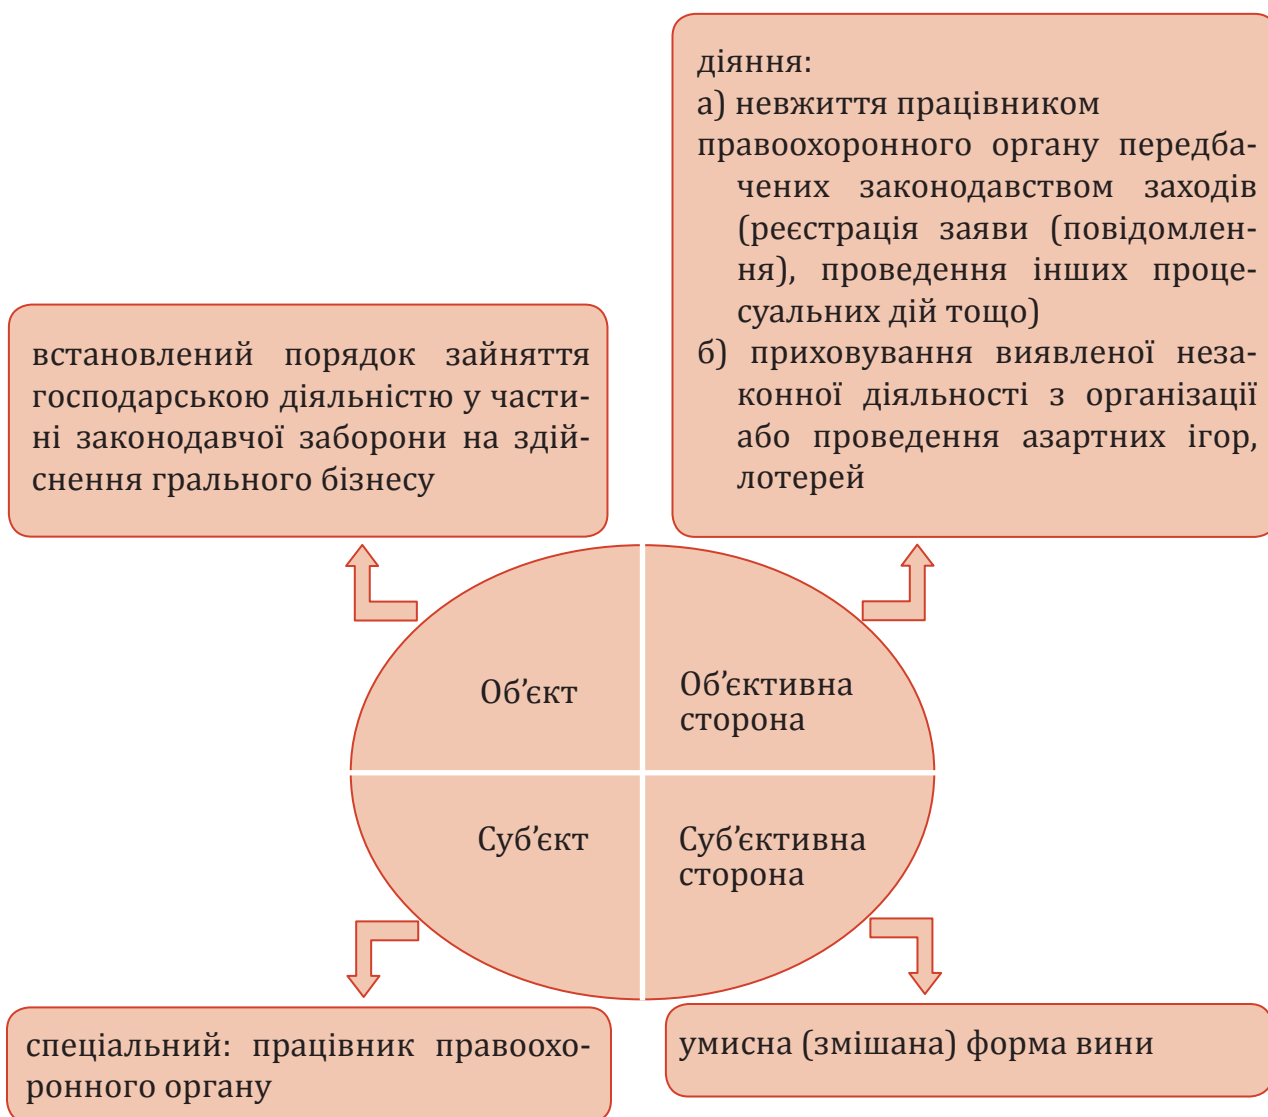 діяння:
а) невжиття працівником
правоохоронного органу передба-
чених законодавством заходів
(реєстрація заяви (повідомлен-
ня), проведення інших проце-
суальних дій тощо)
б) приховування виявленої неза-
конної діяльності з організації
або проведення азартних ігор,
лотерей
встановлений порядок зайняття
господарською діяльністю у части-
ні законодавчої заборони на здій-
снення грального бізнесу
Об’єкт
Об’єктивна
сторона
Суб’єкт
Суб’єктивна
сторона
спеціальний: працівник правоохо-
ронного органу
умисна (змішана) форма вини